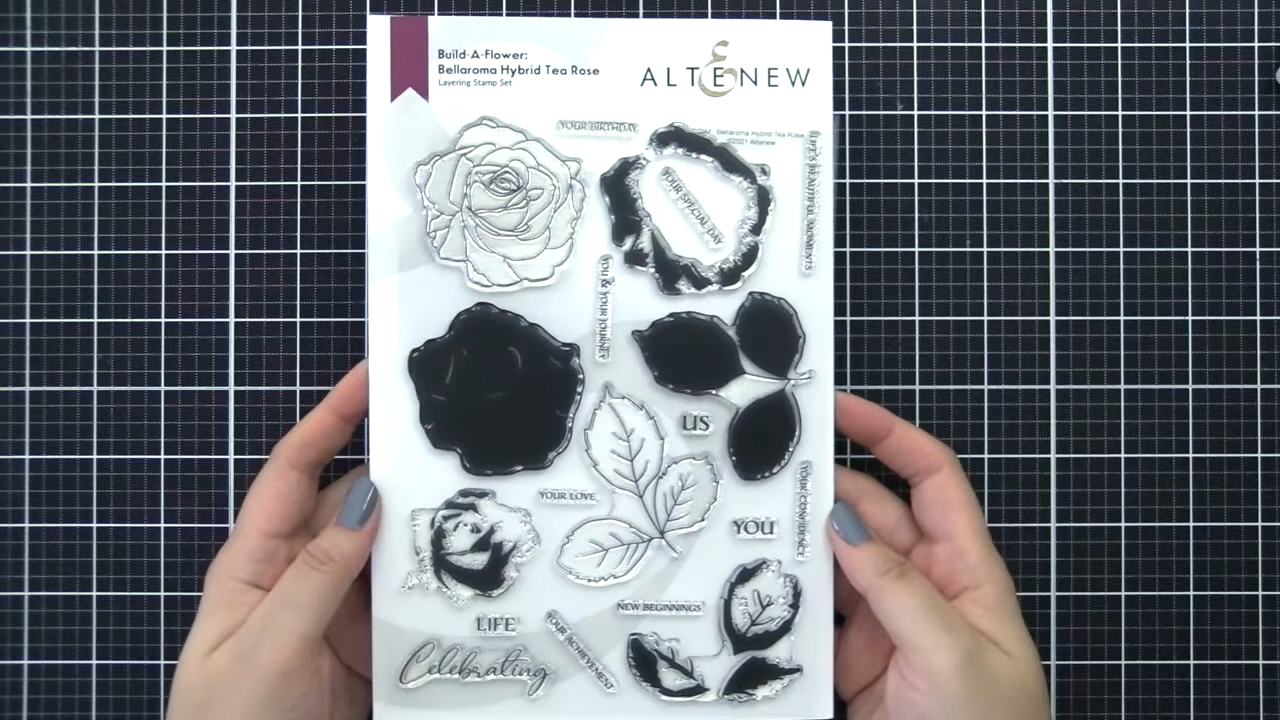 Build-A-Flower:
Bellaroma Hybrid Tea Rose
Layering Stamp Set
ALTENEW
YOUR BIRTHDAY
Bellaroma Hybrid Tea Rose
©2021 Altenew
LIFE'S BEAUTIFUL MOMENTS
YOUR SPECIAL DAY
YOU & YOUR JOURNEY
US
YOUR LOVE
YOU
YOUR CONFIDENCE
NEW BEGINNINGS
LIFE
YOUR ACHIEVEMENT
Celebrating